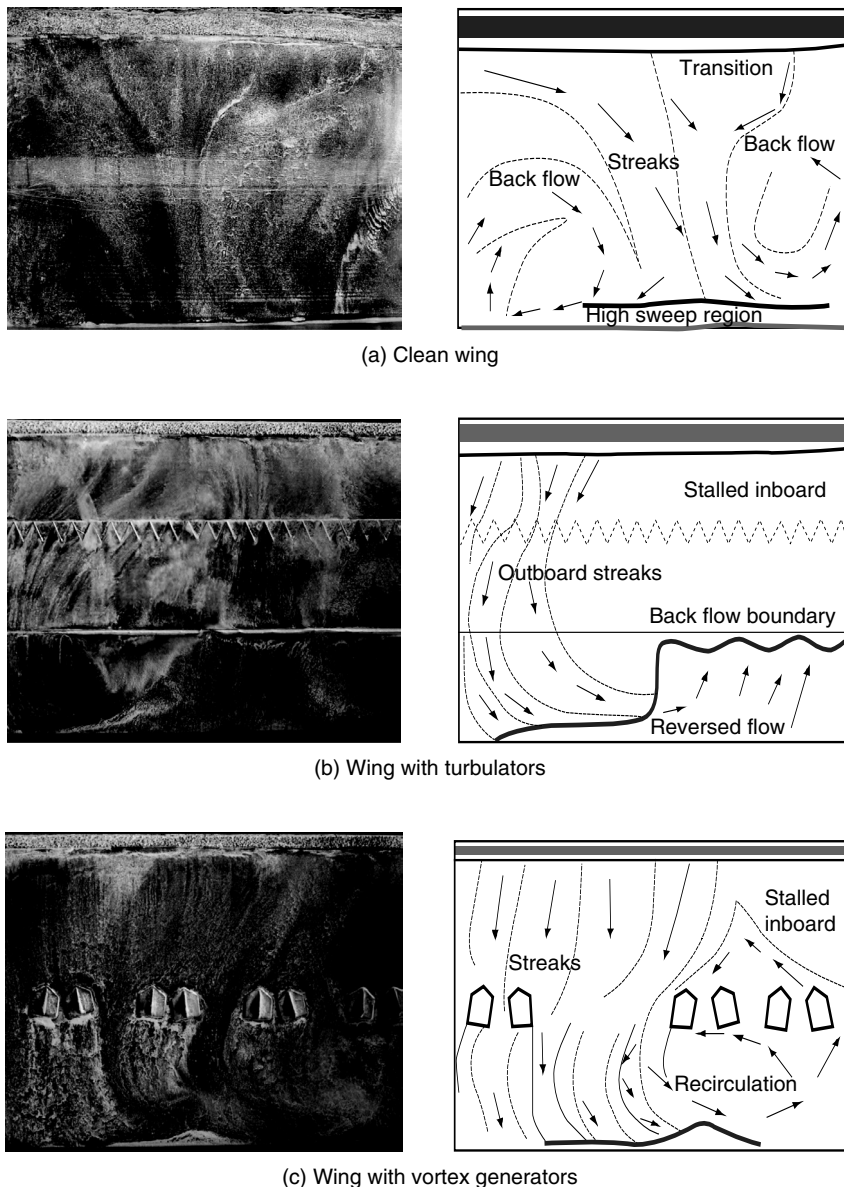 Transition
Streaks
Back flow
Back flow
High sweep region
(a) Clean wing
Stalled inboard
Outboard streaks
Back flow boundary
Reversed flow
(b) Wing with turbulators
Stalled
inboard
Streaks
Recirculation
(c) Wing with vortex generators